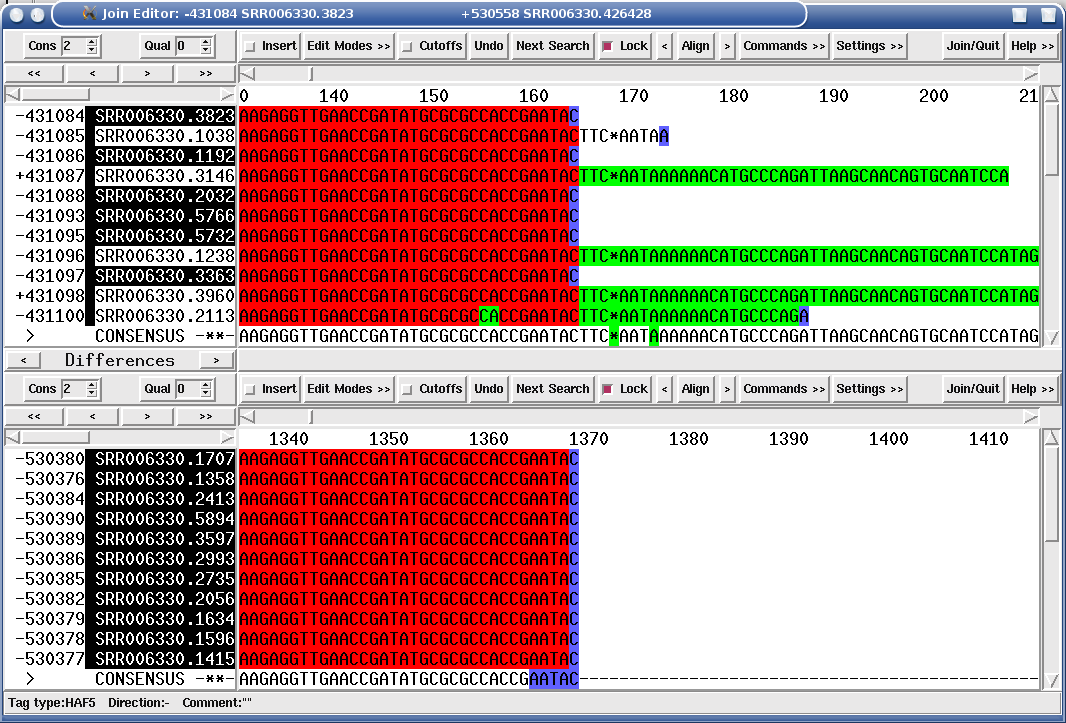 Join Editor: -431084 SRR006330.3823 +530558 SRR006330.426428
Cons 2 Qual 0 Insert Edit Modes >> Cutoffs Undo Next Search Lock < Align > Commands >> Settings >> Join/Quit Help >>
<< < > >>
0 140 150 160 170 180 190 200 21
-431084 SRR006330.3823 AAGAGGTTGAACCGATATGCGCGCCACCGAATAC
-431085 SRR006330.1038 AAGAGGTTGAACCGATATGCGCGCCACCGAATACTTC*AATAA
-431086 SRR006330.1192 AAGAGGTTGAACCGATATGCGCGCCACCGAATAC
+431087 SRR006330.3146 AAGAGGTTGAACCGATATGCGCGCCACCGAATACTTC*AATAAAAAACATGCCCAGATTAAGCAACAGTGCAATCCA
-431088 SRR006330.2032 AAGAGGTTGAACCGATATGCGCGCCACCGAATAC
-431093 SRR006330.5766 AAGAGGTTGAACCGATATGCGCGCCACCGAATAC
-431095 SRR006330.5732 AAGAGGTTGAACCGATATGCGCGCCACCGAATAC
-431096 SRR006330.1238 AAGAGGTTGAACCGATATGCGCGCCACCGAATACTTC*AATAAAAAACATGCCCAGATTAAGCAACAGTGCAATCCATAG
-431097 SRR006330.3363 AAGAGGTTGAACCGATATGCGCGCCACCGAATAC
+431098 SRR006330.3960 AAGAGGTTGAACCGATATGCGCGCCACCGAATACTTC*AATAAAAAACATGCCCAGATTAAGCAACAGTGCAATCCATAG
-431100 SRR006330.2113 AAGAGGTTGAACCGATATGCGCGCCACCGAATACTTC*AATAAAAAACATGCCCAGA
> CONSENSUS -**- AAGAGGTTGAACCGATATGCGCGCCACCGAATACTTC*AATAAAAAACATGCCCAGATTAAGCAACAGTGCAATCCATAG
< Differences >
Cons 2 Qual 0 Insert Edit Modes >> Cutoffs Undo Next Search Lock < Align > Commands >> Settings >> Join/Quit Help >>
<< < > >>
1340 1350 1360 1370 1380 1390 1400 1410
-530380 SRR006330.1707 AAGAGGTTGAACCGATATGCGCGCCACCGAATAC
-530376 SRR006330.1358 AAGAGGTTGAACCGATATGCGCGCCACCGAATAC
-530384 SRR006330.2413 AAGAGGTTGAACCGATATGCGCGCCACCGAATAC
-530390 SRR006330.5894 AAGAGGTTGAACCGATATGCGCGCCACCGAATAC
-530389 SRR006330.3597 AAGAGGTTGAACCGATATGCGCGCCACCGAATAC
-530386 SRR006330.2993 AAGAGGTTGAACCGATATGCGCGCCACCGAATAC
-530385 SRR006330.2735 AAGAGGTTGAACCGATATGCGCGCCACCGAATAC
-530382 SRR006330.2056 AAGAGGTTGAACCGATATGCGCGCCACCGAATAC
-530379 SRR006330.1634 AAGAGGTTGAACCGATATGCGCGCCACCGAATAC
-530378 SRR006330.1596 AAGAGGTTGAACCGATATGCGCGCCACCGAATAC
-530377 SRR006330.1415 AAGAGGTTGAACCGATATGCGCGCCACCGAATAC
> CONSENSUS -**- AAGAGGTTGAACCGATATGCGCGCCACCGAATAC----------------------------------------------
Tag type:HAF5 Direction:- Comment:""